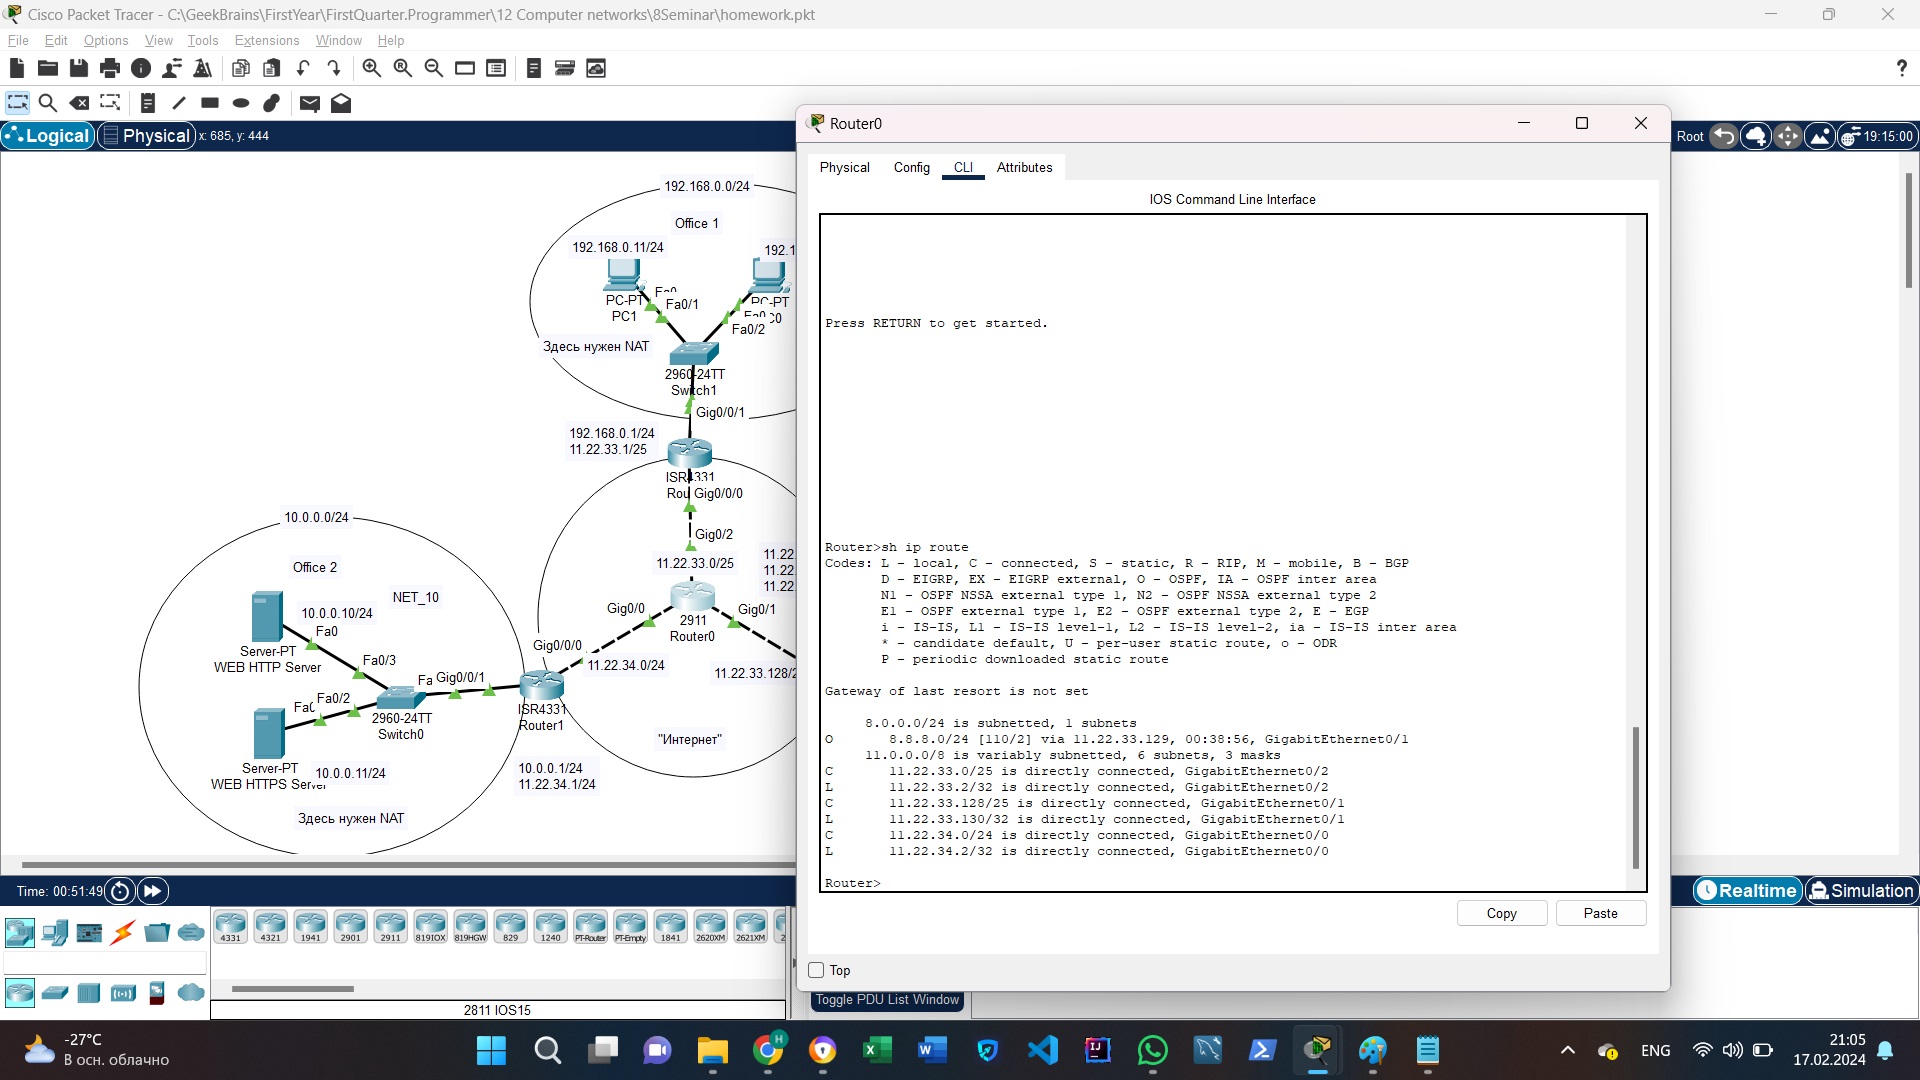 Cisco Packet Tracer - C:\GeekBrains\FirstYear\FirstQuarter.Programmer\12 Computer networks\8Seminar\homework.pkt
File Edit Options View Tools Extensions Window Help
Logical Physical x: 685, y: 444
Root 19:15:00
192.168.0.0/24
Office 1
192.168.0.11/24
192.1
Fa0
PC-PT
PC1
Fa0/1
PC-PT
Fa0/2
Здесь нужен NAT
2960-24TT
Switch1
Gig0/0/1
192.168.0.1/24
11.22.33.1/25
ISR4331
Rou
Gig0/0/0
Gig0/2
11.22.33.0/25
11.22
11.22
11.22
Gig0/0
Gig0/1
2911
Router0
Gig0/0/0
11.22.34.0/24
11.22.33.128/2
10.0.0.0/24
Office 2
NET_10
10.0.0.10/24
Fa0
Server-PT
WEB HTTP Server
Fa0/3
Fa
Gig0/0/1
Fa0/2
2960-24TT
Switch0
ISR4331
Router1
"Интернет"
Server-PT
WEB HTTPS Server
10.0.0.11/24
10.0.0.1/24
11.22.34.1/24
Здесь нужен NAT
Router0
Physical Config CLI Attributes
IOS Command Line Interface
Press RETURN to get started.
Router>sh ip route
Codes: L - local, C - connected, S - static, R - RIP, M - mobile, B - BGP
D - EIGRP, EX - EIGRP external, O - OSPF, IA - OSPF inter area
N1 - OSPF NSSA external type 1, N2 - OSPF NSSA external type 2
E1 - OSPF external type 1, E2 - OSPF external type 2, E - EGP
i - IS-IS, L1 - IS-IS level-1, L2 - IS-IS level-2, ia - IS-IS inter area
* - candidate default, U - per-user static route, o - ODR
P - periodic downloaded static route
Gateway of last resort is not set
8.0.0.0/24 is subnetted, 1 subnets
O 8.8.8.0/24 [110/2] via 11.22.33.129, 00:38:56, GigabitEthernet0/1
11.0.0.0/8 is variably subnetted, 6 subnets, 3 masks
C 11.22.33.0/25 is directly connected, GigabitEthernet0/2
L 11.22.33.2/32 is directly connected, GigabitEthernet0/2
C 11.22.33.128/25 is directly connected, GigabitEthernet0/1
L 11.22.33.130/32 is directly connected, GigabitEthernet0/1
C 11.22.34.0/24 is directly connected, GigabitEthernet0/0
L 11.22.34.2/32 is directly connected, GigabitEthernet0/0
Router>
Copy Paste
Top
Toggle PDU List Window
Time: 00:51:49
Realtime Simulation
4331 4321 1941 2901 2911 819IOX 819HGW 829 1240 PT-Router PT-Empty 1841 2620XM 2621XM 2
2811 IOS15
-27°C
В осн. облачно
ENG
21:05
17.02.2024